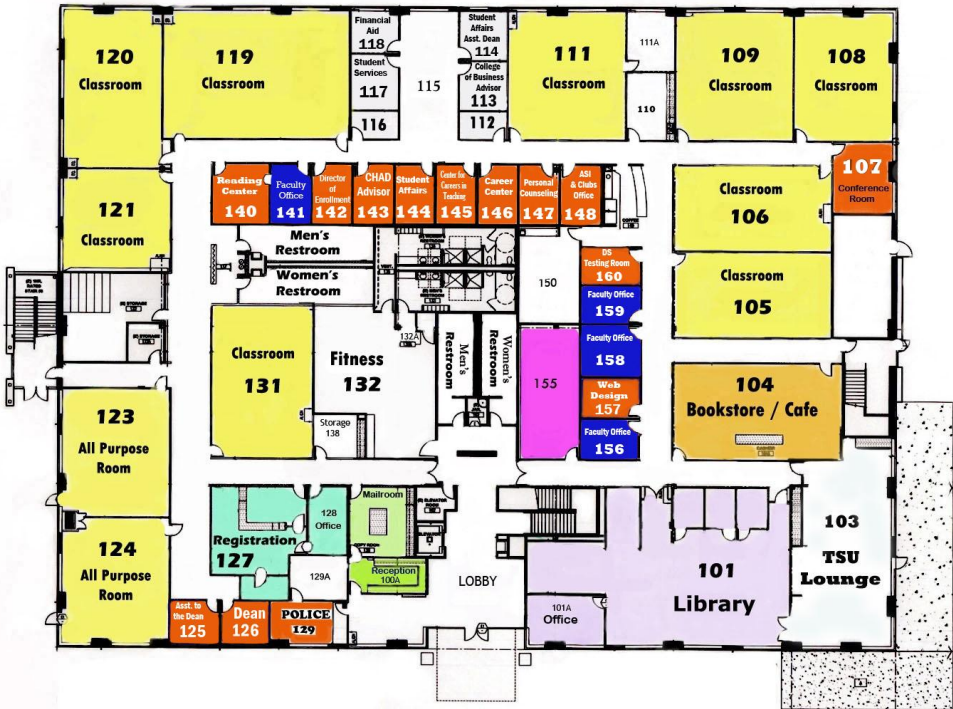 120
Classroom
119
Classroom
Financial
Aid
118
Student
Services
117
116
115
Student
Affairs
Asst. Dean
114
College
of Business
Advisor
113
112
111
Classroom
111A
110
109
Classroom
108
Classroom
107
Conference
Room
121
Classroom
Reading
Center
140
Faculty
Office
141
Director
of
Enrollment
142
CHAD
Advisor
143
Student
Affairs
144
Center for
Careers in
Teaching
145
Career
Center
146
Personal
Counseling
147
ASI
& Clubs
Office
148
Classroom
106
Classroom
105
Men's
Restroom
Women's
Restroom
150
DS
Testing Room
160
Faculty Office
159
Faculty Office
158
Web
Design
157
Faculty Office
156
155
Classroom
131
Fitness
132
132A
Storage
138
Men's
Restroom
Women's
Restroom
104
Bookstore / Cafe
123
All Purpose
Room
124
All Purpose
Room
Registration
127
128
Office
Mailroom
129A
Reception
100A
LOBBY
Asst. to
the Dean
125
Dean
126
POLICE
129
101
Library
101A
Office
103
TSU
Lounge